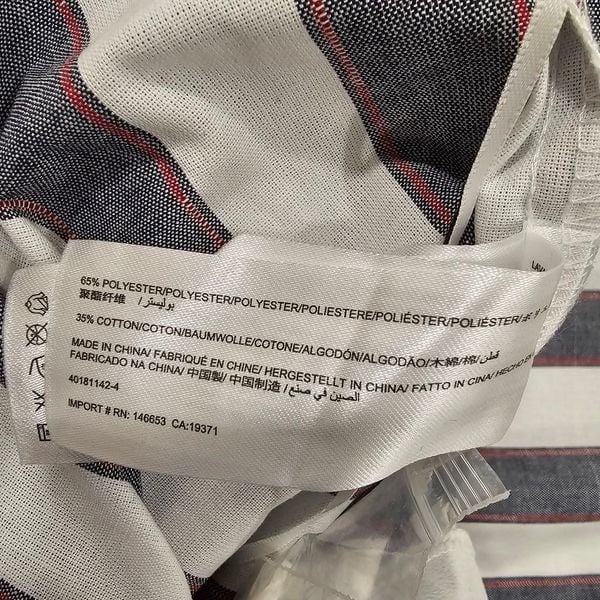 65% POLYESTER/POLYESTER/POLYESTER/POLIESTERE/POLIÉSTER/POLIÉSTER/
聚酯纤维 / بوليستر/
35% COTTON/COTON/BAUMWOLLE/COTONE/ALGODÓN/ALGODÃO/木綿/棉/ قطن/
MADE IN CHINA/ FABRIQUÉ EN CHINE/ HERGESTELLT IN CHINA/ FATTO IN CINA/ HECHO EN
FABRICADO NA CHINA/ 中国製/ 中国制造/ الصين في صنع/
40181142-4
IMPORT # RN: 146653 CA:19371